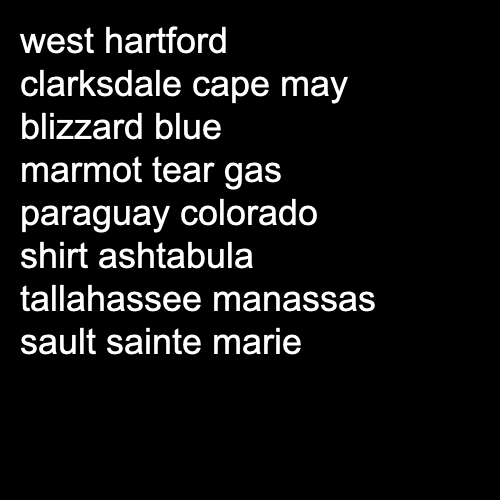 west hartford
clarksdale cape may
blizzard blue
marmot tear gas
paraguay colorado
shirt ashtabula
tallahassee manassas
sault sainte marie